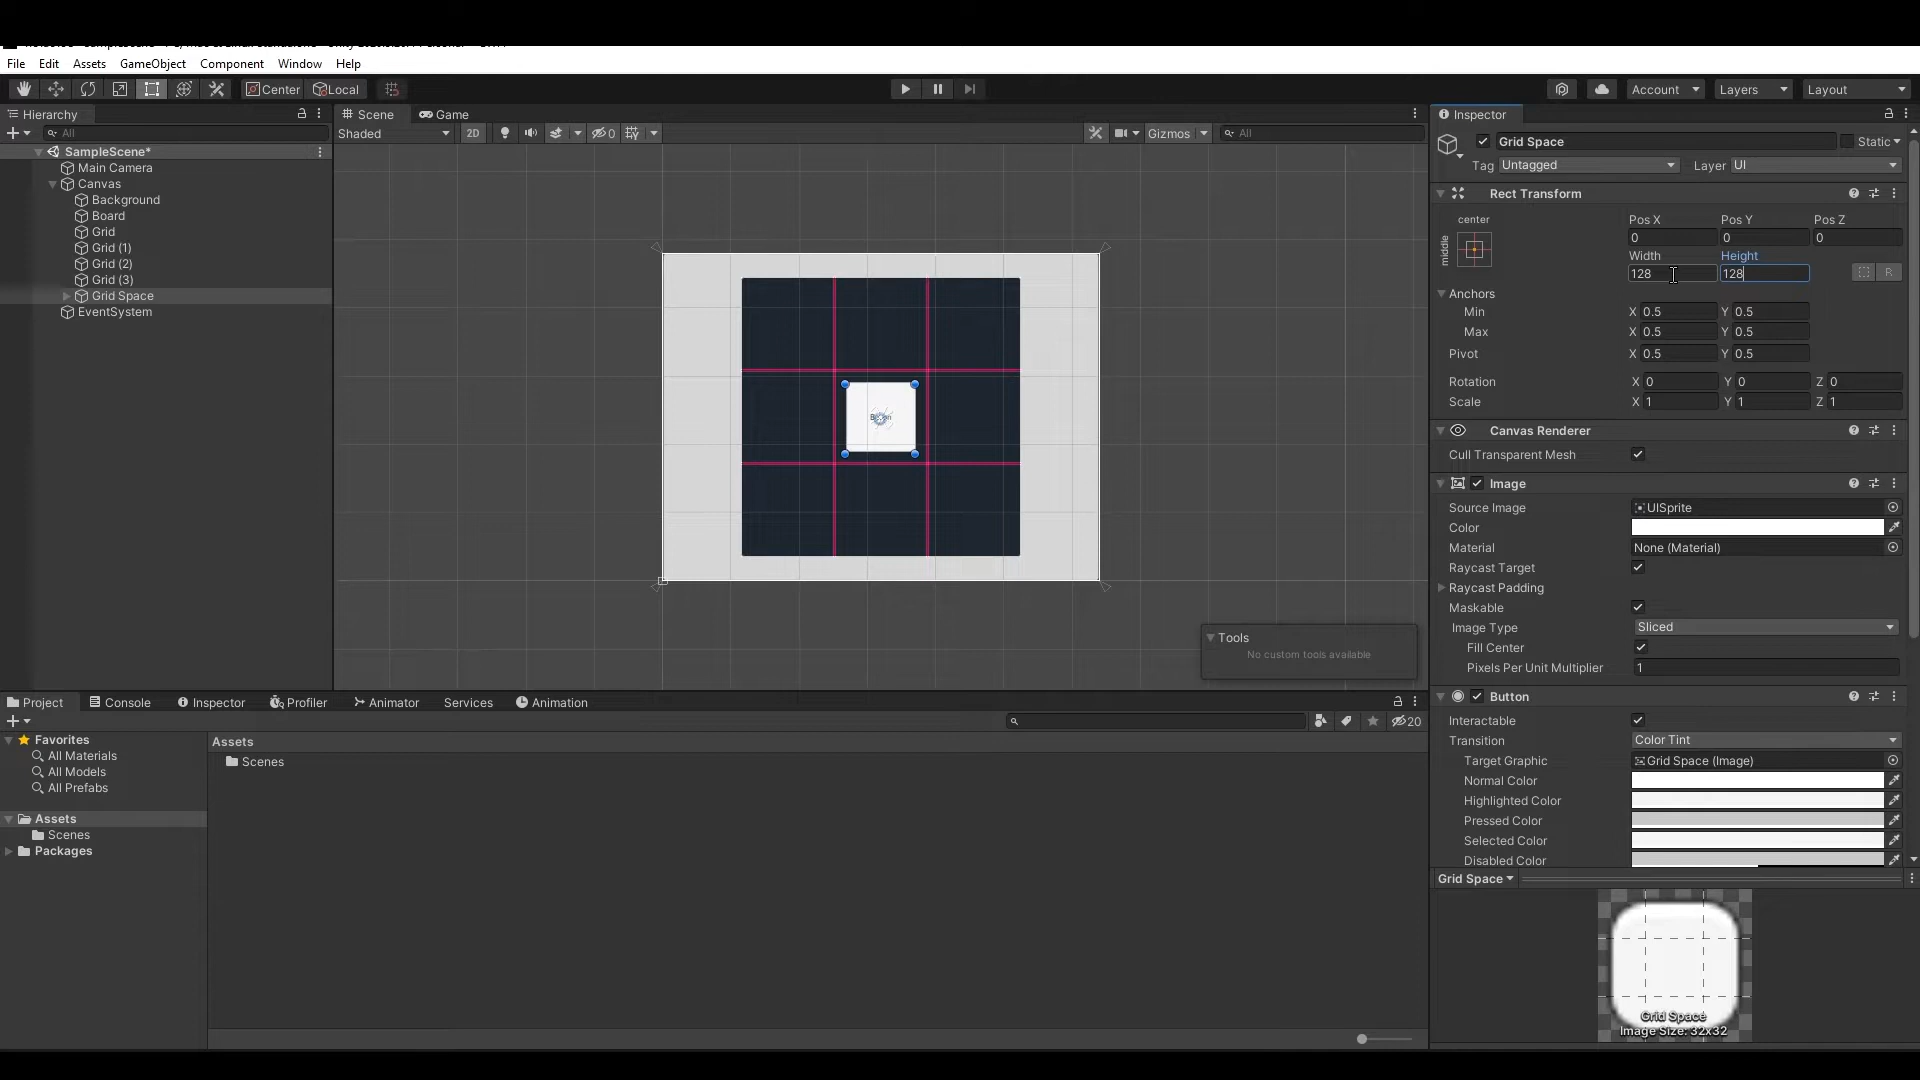 File Edit Assets GameObject Component Window Help
Center Local Account Layers Layout
Hierarchy
All
SampleScene*
Main Camera
Canvas
Background
Board
Grid
Grid (1)
Grid (2)
Grid (3)
Grid Space
EventSystem
Scene Game
Shaded 2D 0 Gizmos All
Tools
No custom tools available
Inspector
Grid Space Static
Tag Untagged Layer UI
Rect Transform
center
middle
Pos X Pos Y Pos Z
0 0 0
Width Height
128 128 R
Anchors
Min X 0.5 Y 0.5
Max X 0.5 Y 0.5
Pivot X 0.5 Y 0.5
Rotation X 0 Y 0 Z 0
Scale X 1 Y 1 Z 1
Canvas Renderer
Cull Transparent Mesh
Image
Source Image UISprite
Color
Material None (Material)
Raycast Target
Raycast Padding
Maskable
Image Type Sliced
Fill Center
Pixels Per Unit Multiplier 1
Button
Interactable
Transition Color Tint
Target Graphic Grid Space (Image)
Normal Color
Highlighted Color
Pressed Color
Selected Color
Disabled Color
Grid Space
Grid Space
Image Size: 32x32
Project Console Inspector Profiler Animator Services Animation
20
Favorites
All Materials
All Models
All Prefabs
Assets
Scenes
Packages
Assets
Scenes